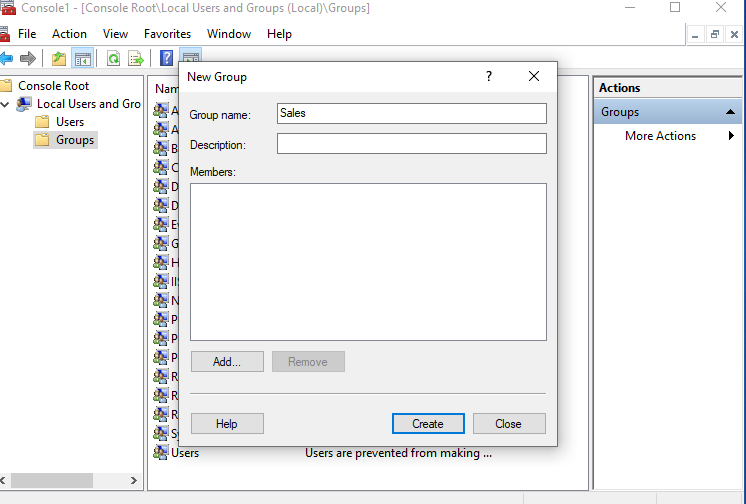 Console1 - [Console Root\Local Users and Groups (Local)\Groups]
File Action View Favorites Window Help
Console Root
Local Users and Gro
Users
Groups
New Group
?
Group name: Sales
Description:
Members:
Add...
Remove
Help
Create
Close
Users
Users are prevented from making ...
Actions
Groups
More Actions